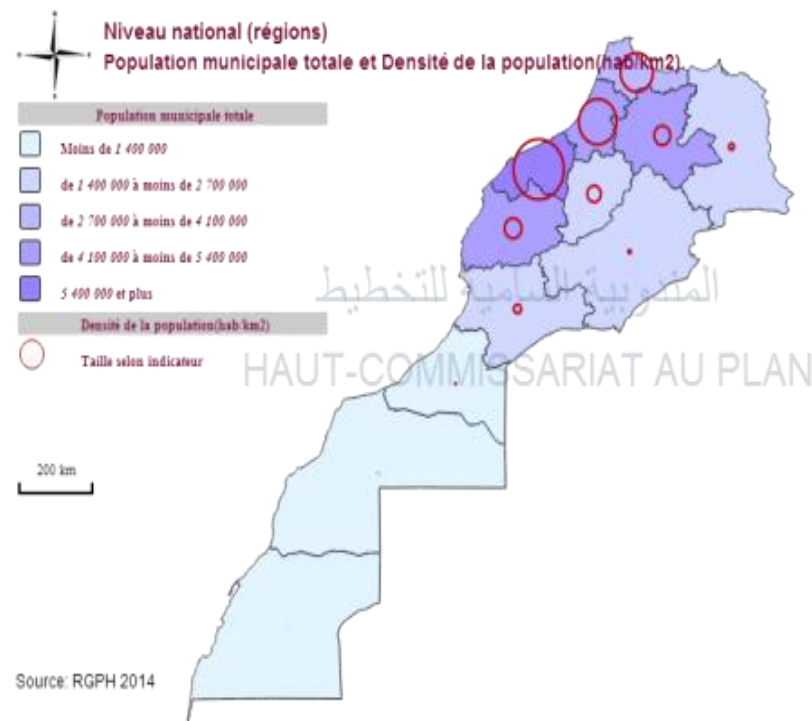 Niveau national (régions)
Population municipale totale et Densité de la population(hab/km2)
Population municipale totale
Moins de 1 400 000
de 1 400 000 à moins de 2 700 000
de 2 700 000 à moins de 4 100 000
de 4 100 000 à moins de 5 400 000
5 400 000 et plus
Densité de la population(hab/km2)
Taille selon indicateur
المندوبية السامية للتخطيط
HAUT-COMMISSARIAT AU PLAN
200 km
Source: RGPH 2014